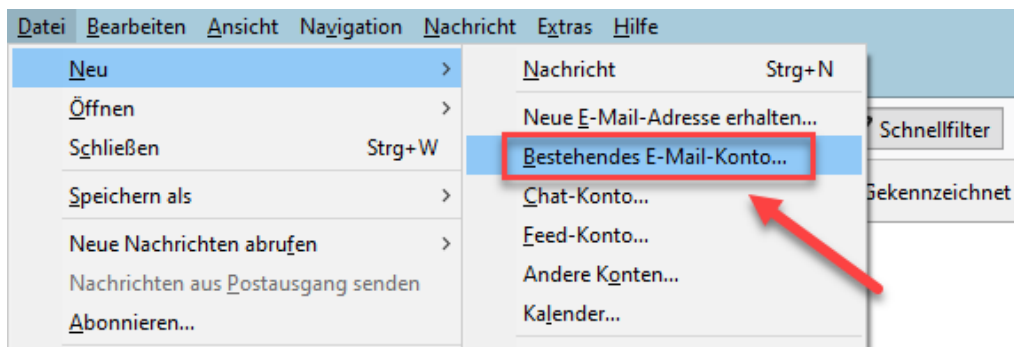 Datei Bearbeiten Ansicht Navigation Nachricht Extras Hilfe
Neu >
Öffnen >
Schließen Strg+W
Speichern als >
Neue Nachrichten abrufen >
Nachrichten aus Postausgang senden
Abonnieren...
Nachricht Strg+N
Neue E-Mail-Adresse erhalten...
Bestehendes E-Mail-Konto...
Chat-Konto...
Feed-Konto...
Andere Konten...
Kalender...
Schnellfilter
Gekennzeichnet